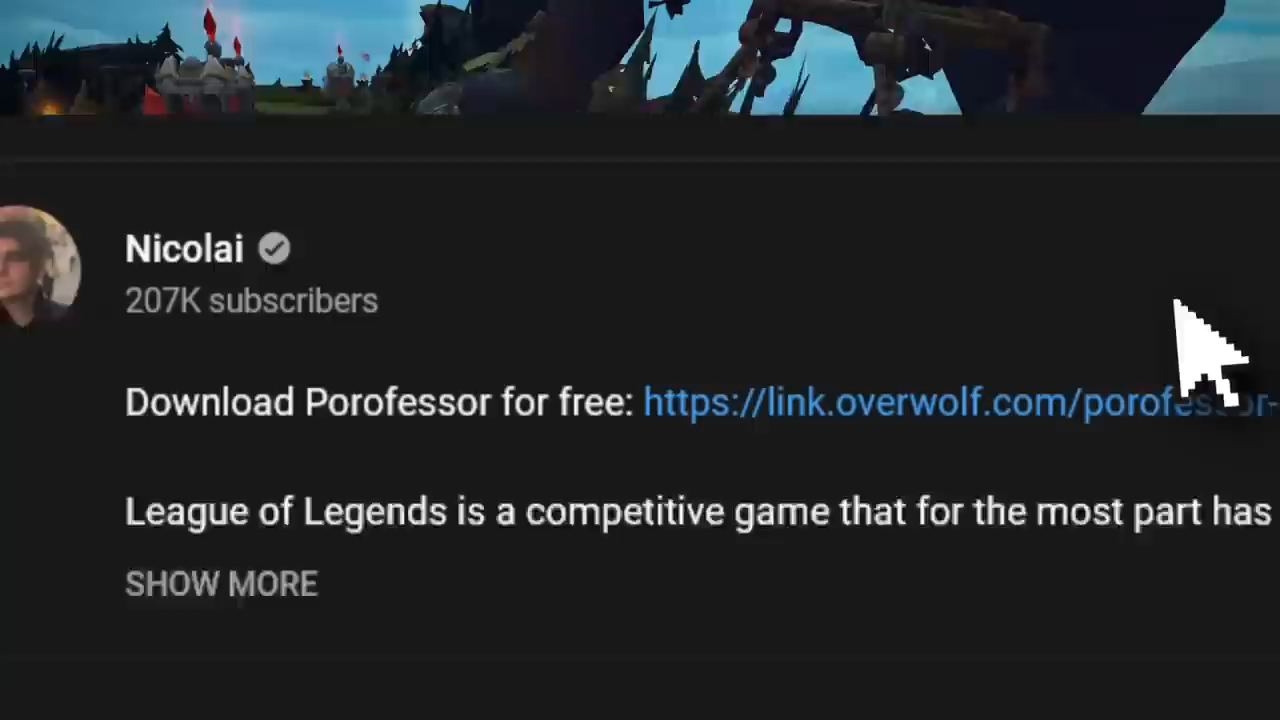 Nicolai
207K subscribers
Download Porofessor for free: https://link.overwolf.com/porofessor-
League of Legends is a competitive game that for the most part has
SHOW MORE